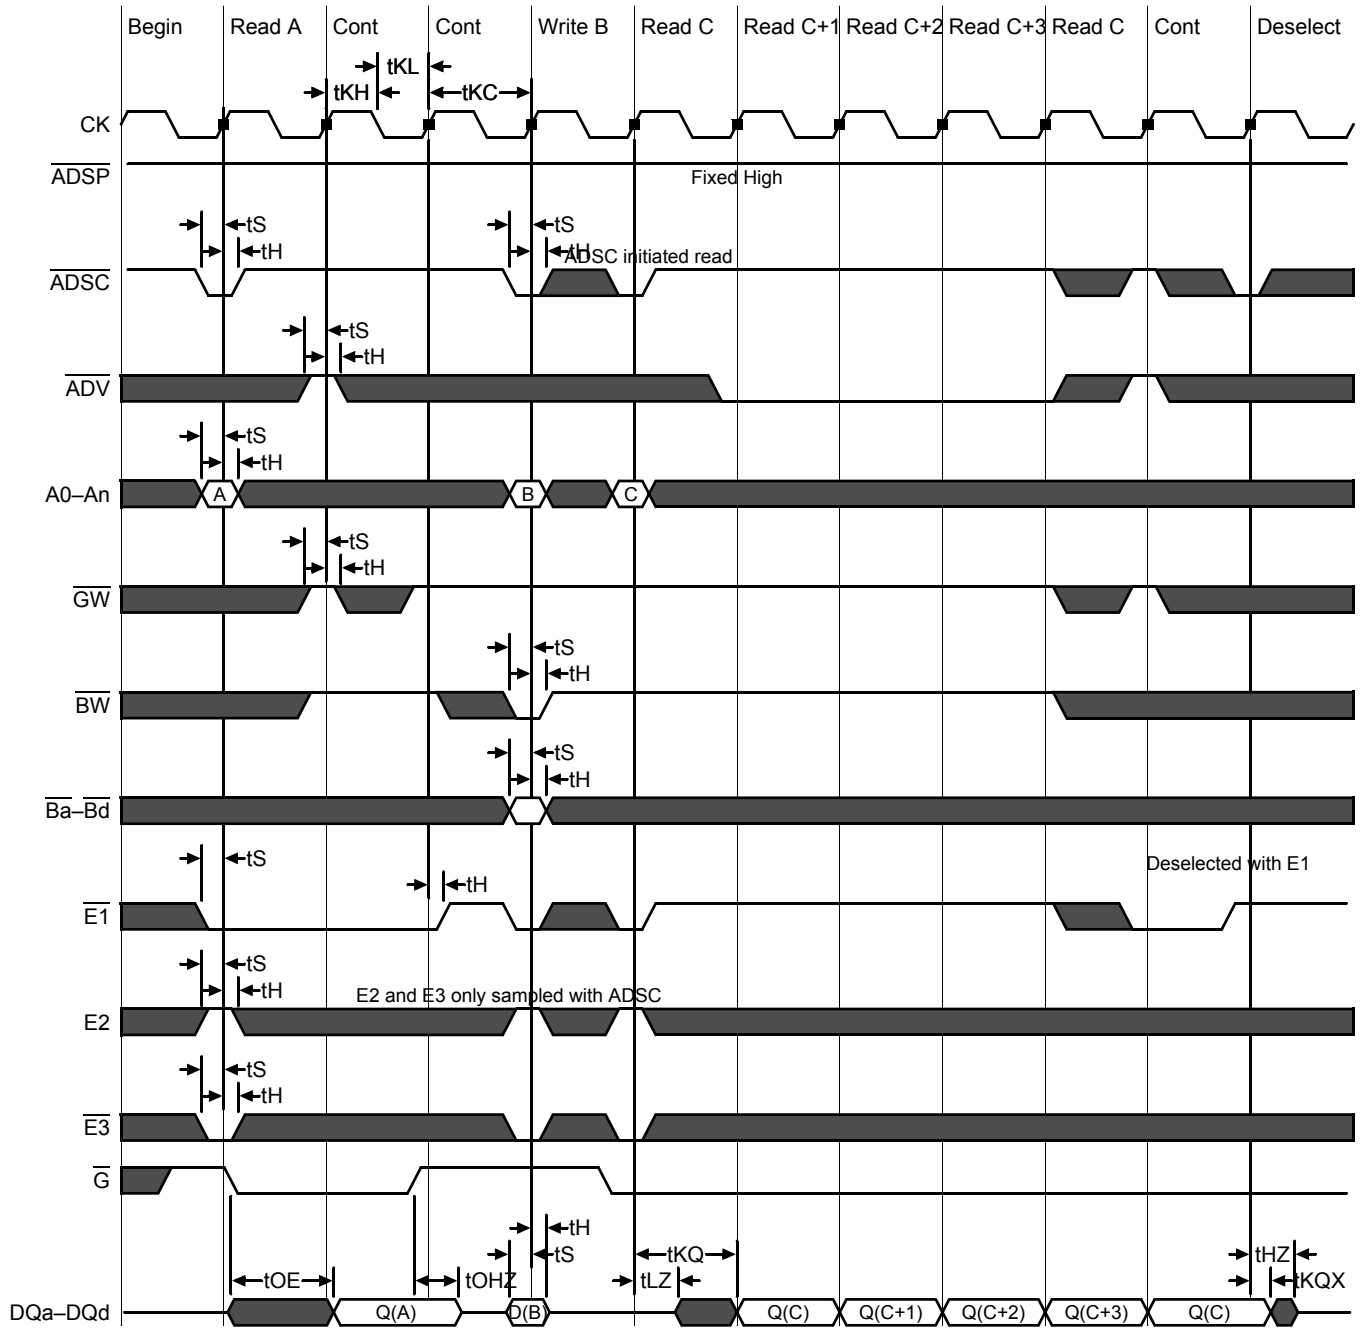 Begin Read A Cont Cont Write B Read C Read C+1 Read C+2 Read C+3 Read C Cont Deselect
tKL
tKH tKC
CK
ADSP
Fixed High
tS tS
tH tH
ADSC initiated read
ADSC
tS
tH
ADV
tS
tH
A0–An A B C
tS
tH
GW
tS
tH
BW
tS
tH
Ba–Bd
tS Deselected with E1
tH
E1
tS
tH E2 and E3 only sampled with ADSC
E2
tS
tH
E3
G
tH
tS tKQ tHZ
tOE tOHZ tLZ tKQX
DQa–DQd Q(A) D(B) Q(C) Q(C+1) Q(C+2) Q(C+3) Q(C)